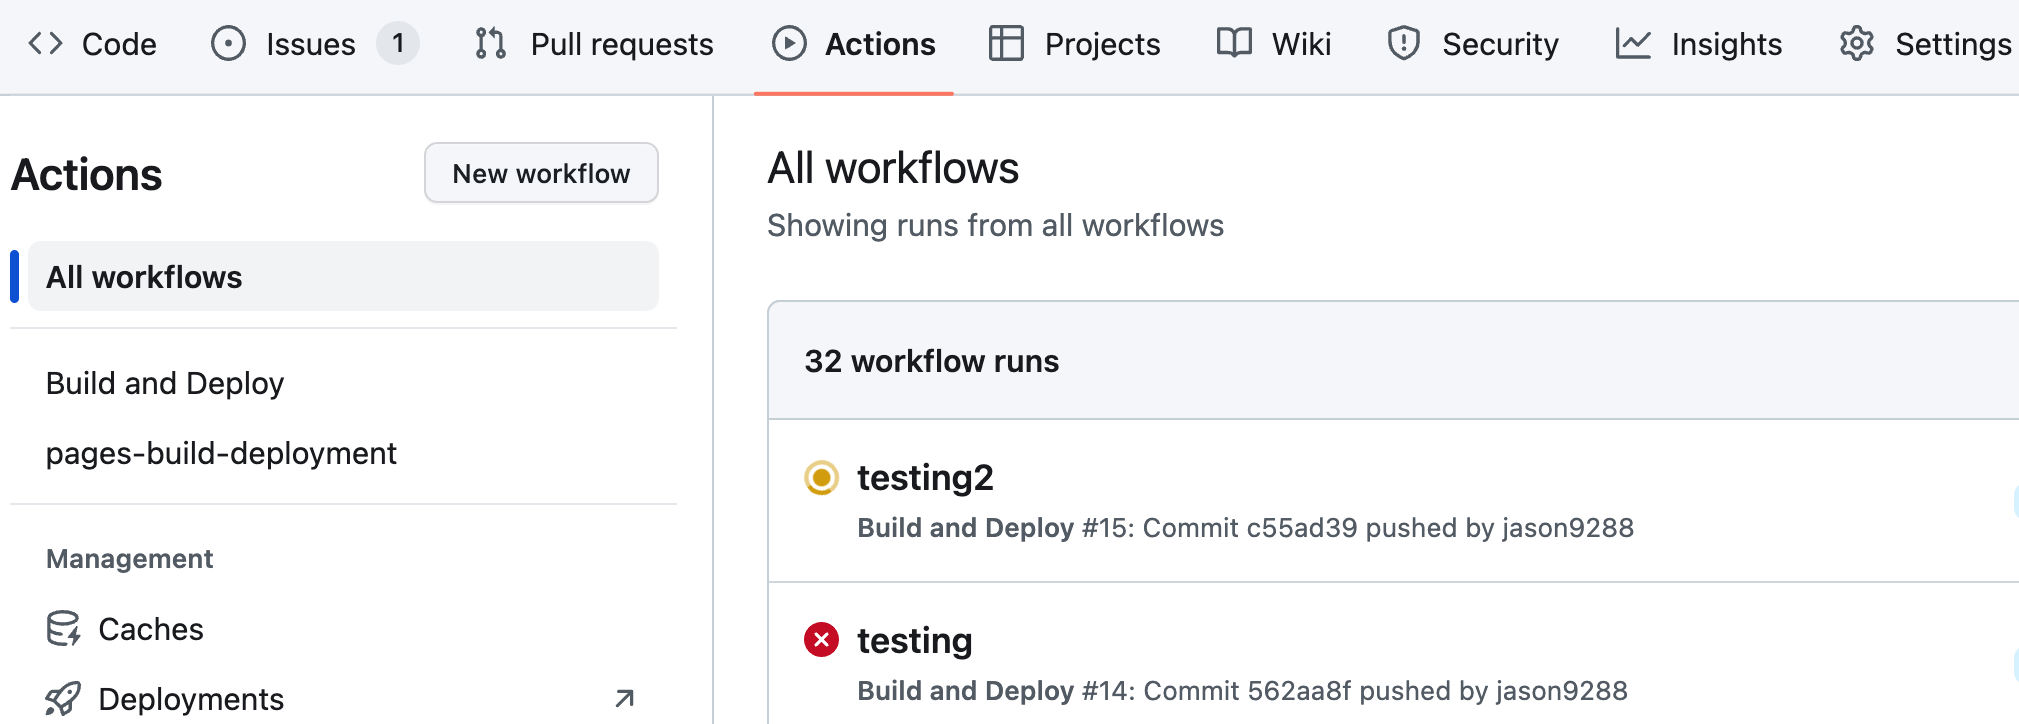 Code Issues 1 Pull requests Actions Projects Wiki Security Insights Settings
Actions
New workflow
All workflows
Build and Deploy
pages-build-deployment
Management
Caches
Deployments
All workflows
Showing runs from all workflows
32 workflow runs
testing2
Build and Deploy #15: Commit c55ad39 pushed by jason9288
testing
Build and Deploy #14: Commit 562aa8f pushed by jason9288